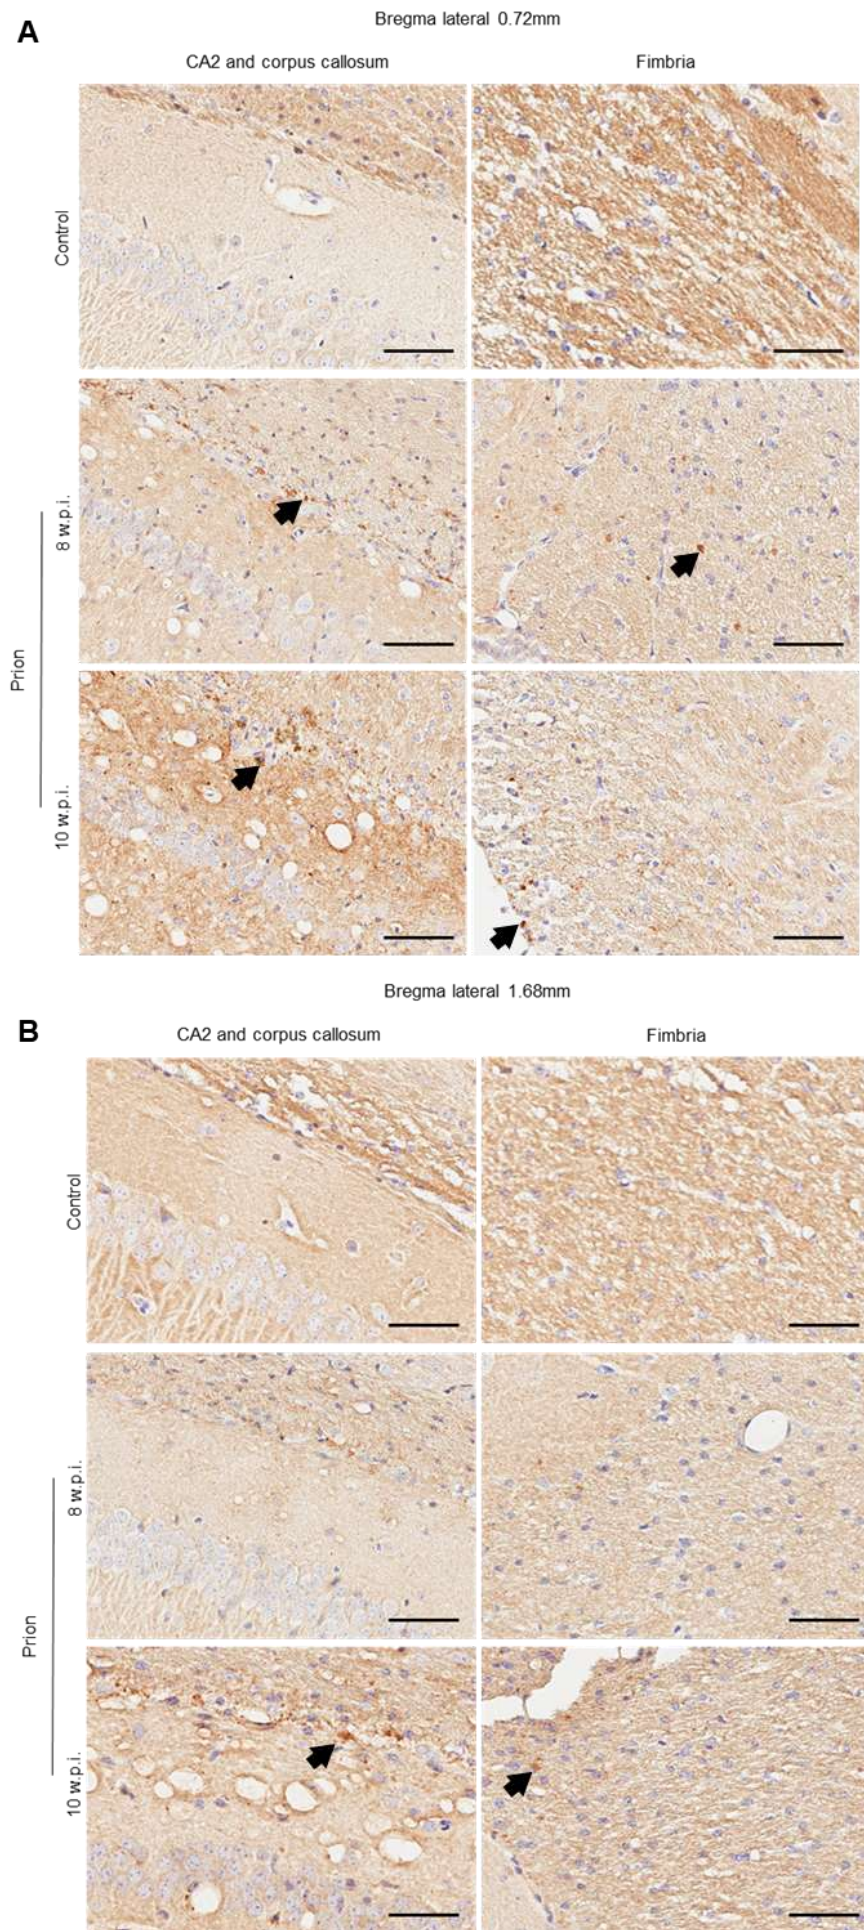 A
Bregma lateral 0.72mm
CA2 and corpus callosum
Fimbria
Control
Prion
8 w.p.i.
10 w.p.i.
B
Bregma lateral 1.68mm
CA2 and corpus callosum
Fimbria
Control
Prion
8 w.p.i.
10 w.p.i.